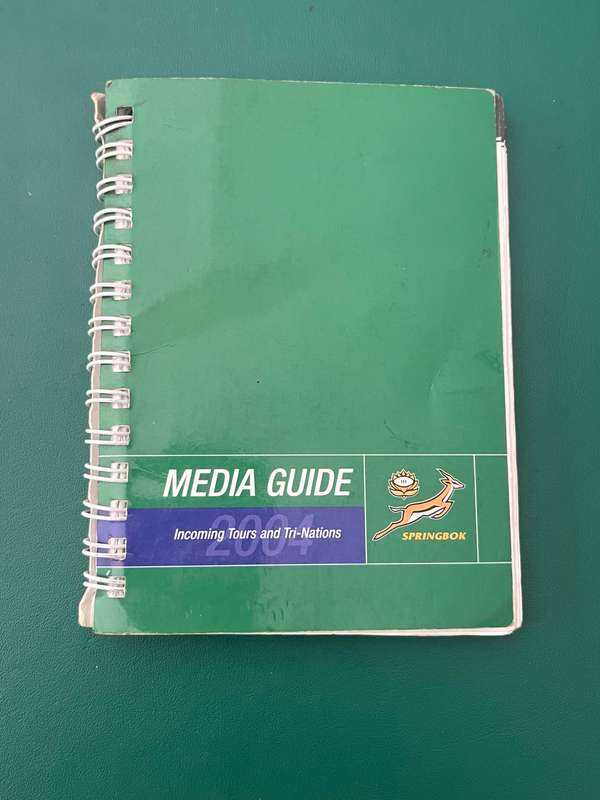 MEDIA GUIDE
2004
Incoming Tours and Tri-Nations
SPRINGBOK